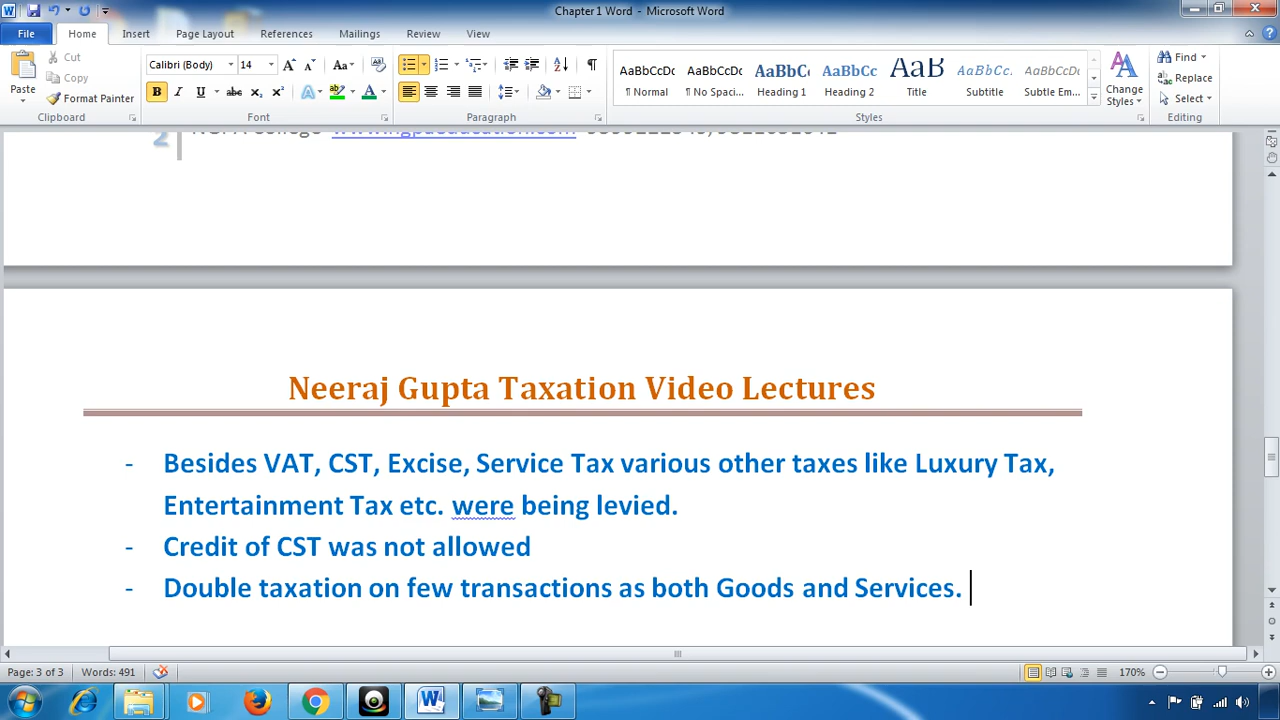 Chapter 1 Word - Microsoft Word
File Home Insert Page Layout References Mailings Review View
Paste
Cut
Copy
Format Painter
Clipboard
Calibri (Body) 14
Font
Paragraph
AaBbCcDc AaBbCcDc AaBbCc AaBbCc AaB AaBbCc. AaBbCcDc
¶ Normal ¶ No Spaci... Heading 1 Heading 2 Title Subtitle Subtle Em...
Change Styles
Styles
Find
Replace
Select
Editing
2
Neeraj Gupta Taxation Video Lectures
- Besides VAT, CST, Excise, Service Tax various other taxes like Luxury Tax,
Entertainment Tax etc. were being levied.
- Credit of CST was not allowed
- Double taxation on few transactions as both Goods and Services.
Page: 3 of 3 Words: 491 170%